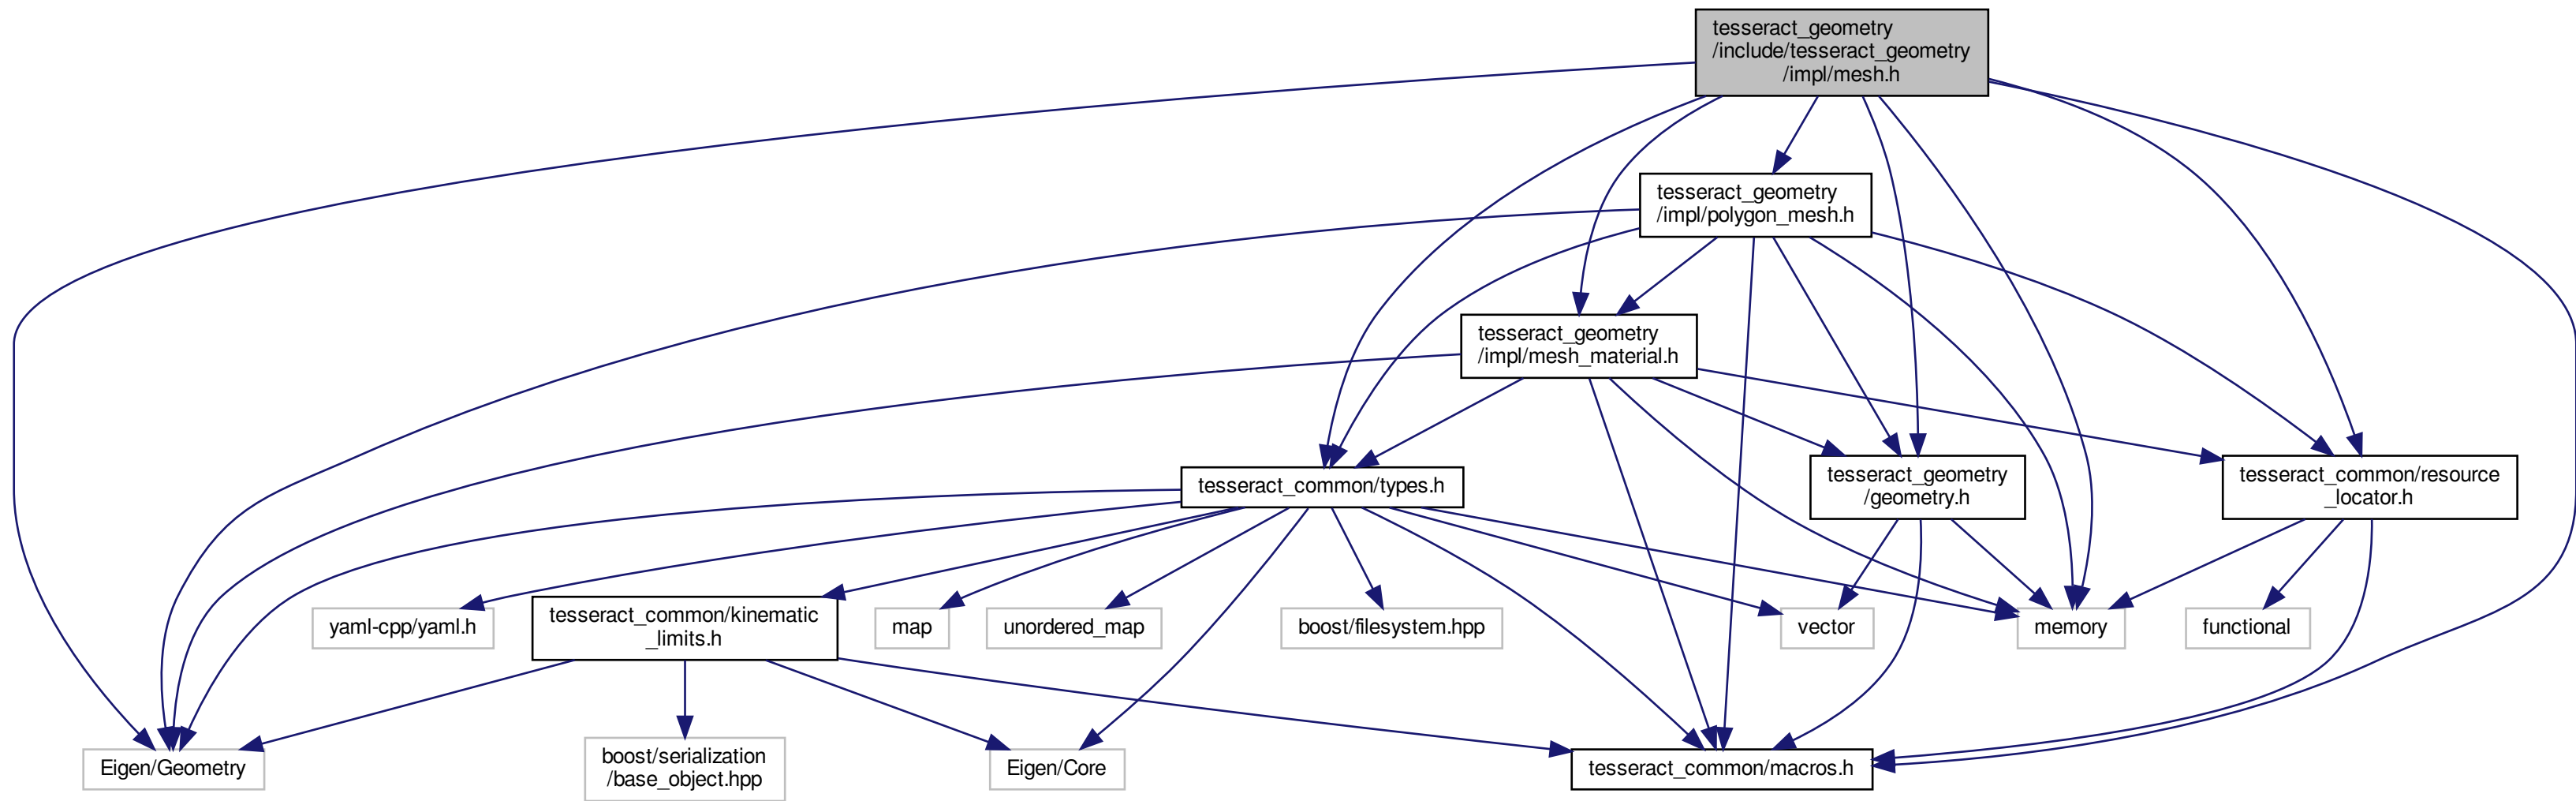 tesseract_geometry
/include/tesseract_geometry
/impl/mesh.h
tesseract_geometry
/impl/polygon_mesh.h
tesseract_geometry
/impl/mesh_material.h
tesseract_common/types.h
tesseract_geometry
/geometry.h
tesseract_common/resource
_locator.h
yaml-cpp/yaml.h
tesseract_common/kinematic
_limits.h
map
unordered_map
boost/filesystem.hpp
vector
memory
functional
Eigen/Geometry
boost/serialization
/base_object.hpp
Eigen/Core
tesseract_common/macros.h